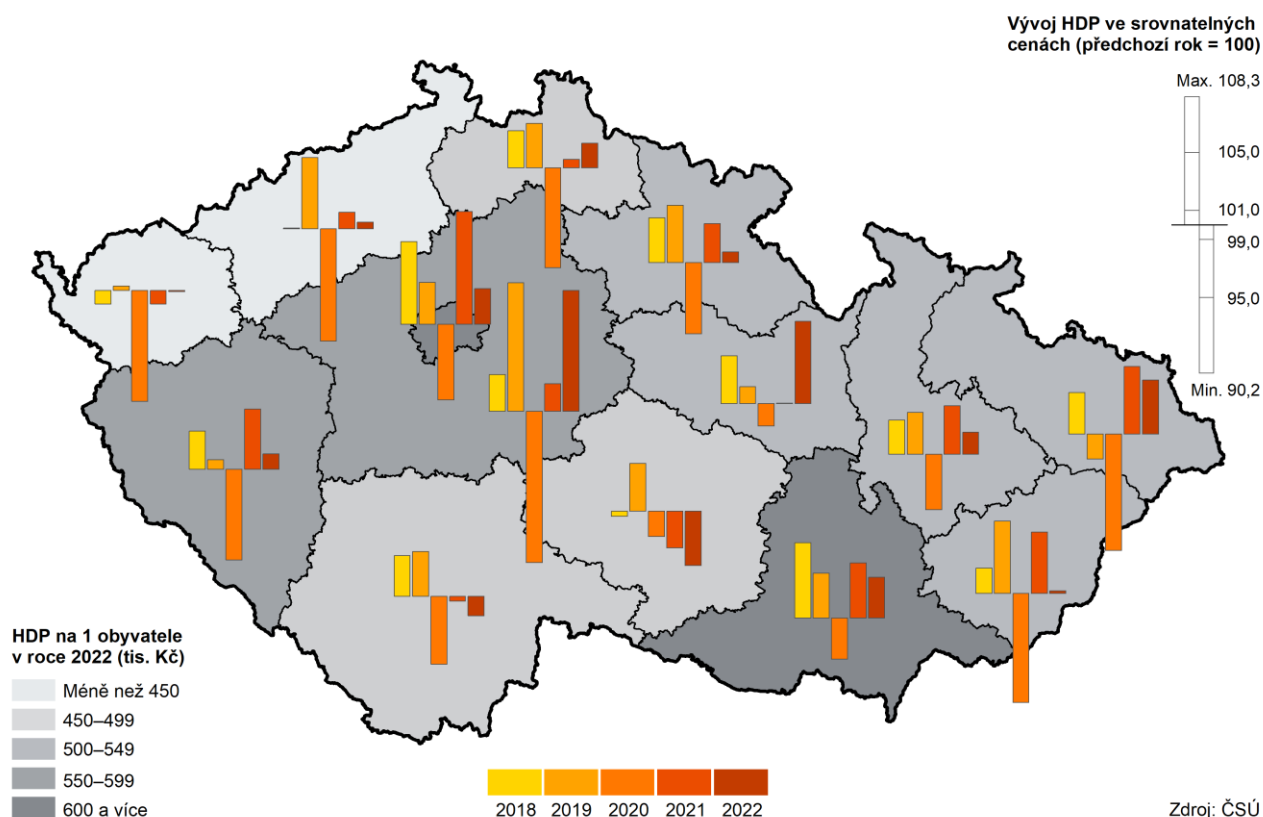 Vývoj HDP ve srovnatelných
cenách (předchozí rok = 100)
Max. 108,3
105,0
101,0
99,0
95,0
Min. 90,2
HDP na 1 obyvatele
v roce 2022 (tis. Kč)
Méně než 450
450–499
500–549
550–599
600 a více
2018 2019 2020 2021 2022
Zdroj: ČSÚ